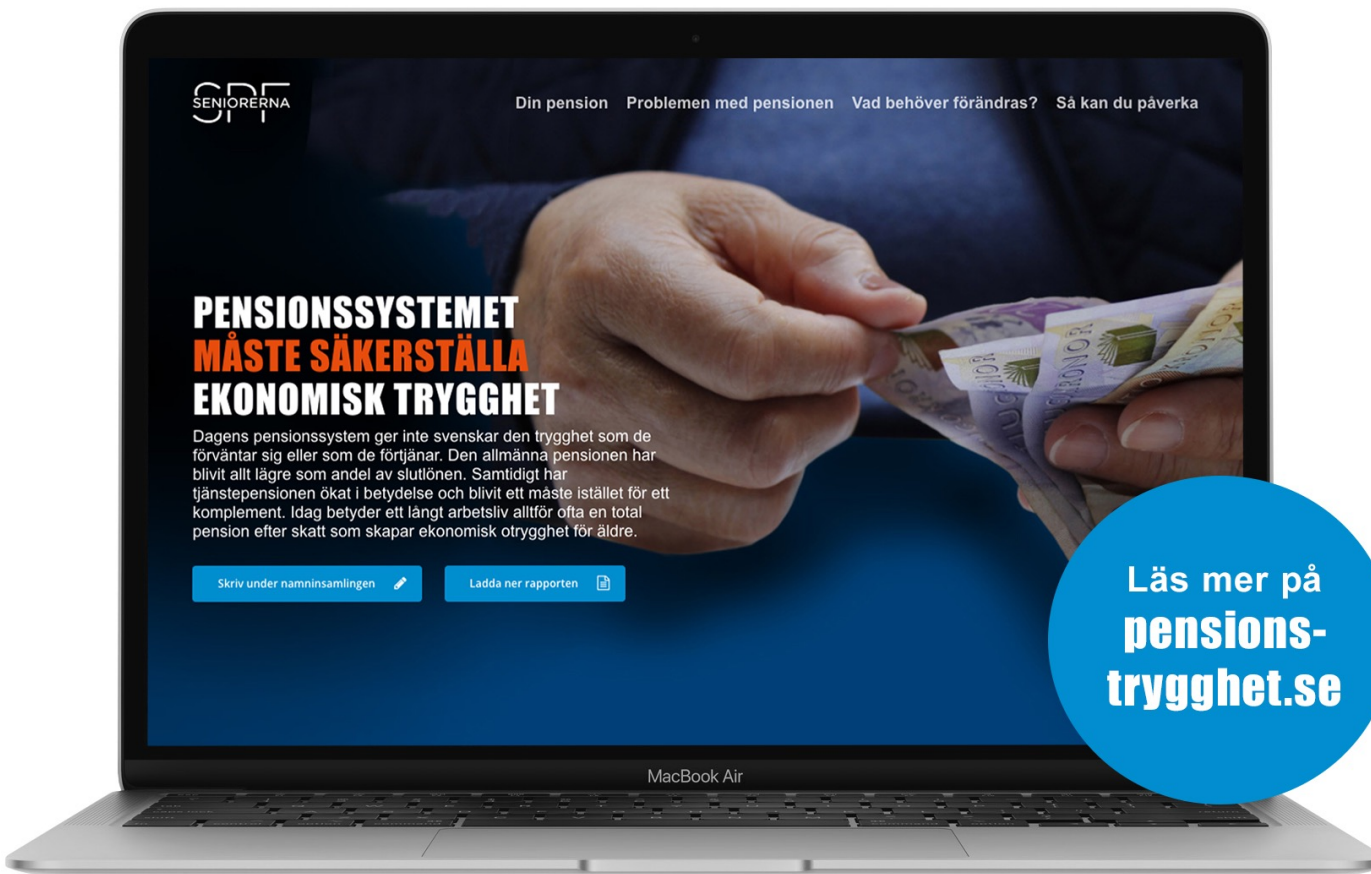 SPF
SENIORERNA
Din pension Problemen med pensionen Vad behöver förändras? Så kan du påverka
PENSIONSSYSTEMET
MÅSTE SÄKERSTÄLLA
EKONOMISK TRYGGHET
Dagens pensionssystem ger inte svenskar den trygghet som de
förväntar sig eller som de förtjänar. Den allmänna pensionen har
blivit allt lägre som andel av slutlönen. Samtidigt har
tjänstepensionen ökat i betydelse och blivit ett måste istället för ett
komplement. Idag betyder ett långt arbetsliv alltför ofta en total
pension efter skatt som skapar ekonomisk otrygghet för äldre.
Skriv under namninsamlingen
Ladda ner rapporten
Läs mer på
pensions-
trygghet.se
MacBook Air